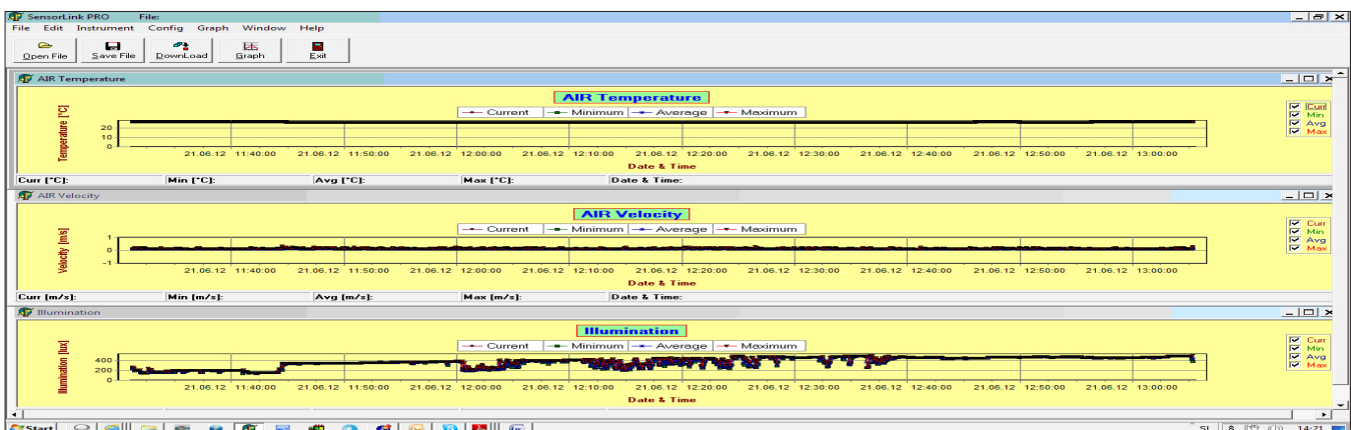 SensorLink PRO File:
File Edit Instrument Config Graph Window Help
Open File Save File DownLoad Graph Exit
AIR Temperature
AIR Temperature
Current Minimum Average Maximum
Curr
Min
Avg
Max
Temperature [°C]
20
10
0
21.06.12 11:40:00 21.06.12 11:50:00 21.06.12 12:00:00 21.06.12 12:10:00 21.06.12 12:20:00 21.06.12 12:30:00 21.06.12 12:40:00 21.06.12 12:50:00 21.06.12 13:00:00
Date & Time
Curr [°C]: Min [°C]: Avg [°C]: Max [°C]: Date & Time:
AIR Velocity
AIR Velocity
Current Minimum Average Maximum
Curr
Min
Avg
Max
Velocity [m/s]
1
0
-1
21.06.12 11:40:00 21.06.12 11:50:00 21.06.12 12:00:00 21.06.12 12:10:00 21.06.12 12:20:00 21.06.12 12:30:00 21.06.12 12:40:00 21.06.12 12:50:00 21.06.12 13:00:00
Date & Time
Curr [m/s]: Min [m/s]: Avg [m/s]: Max [m/s]: Date & Time:
Illumination
Illumination
Current Minimum Average Maximum
Curr
Min
Avg
Max
Illumination [lux]
400
200
0
21.06.12 11:40:00 21.06.12 11:50:00 21.06.12 12:00:00 21.06.12 12:10:00 21.06.12 12:20:00 21.06.12 12:30:00 21.06.12 12:40:00 21.06.12 12:50:00 21.06.12 13:00:00
Date & Time
Start SL 14:21